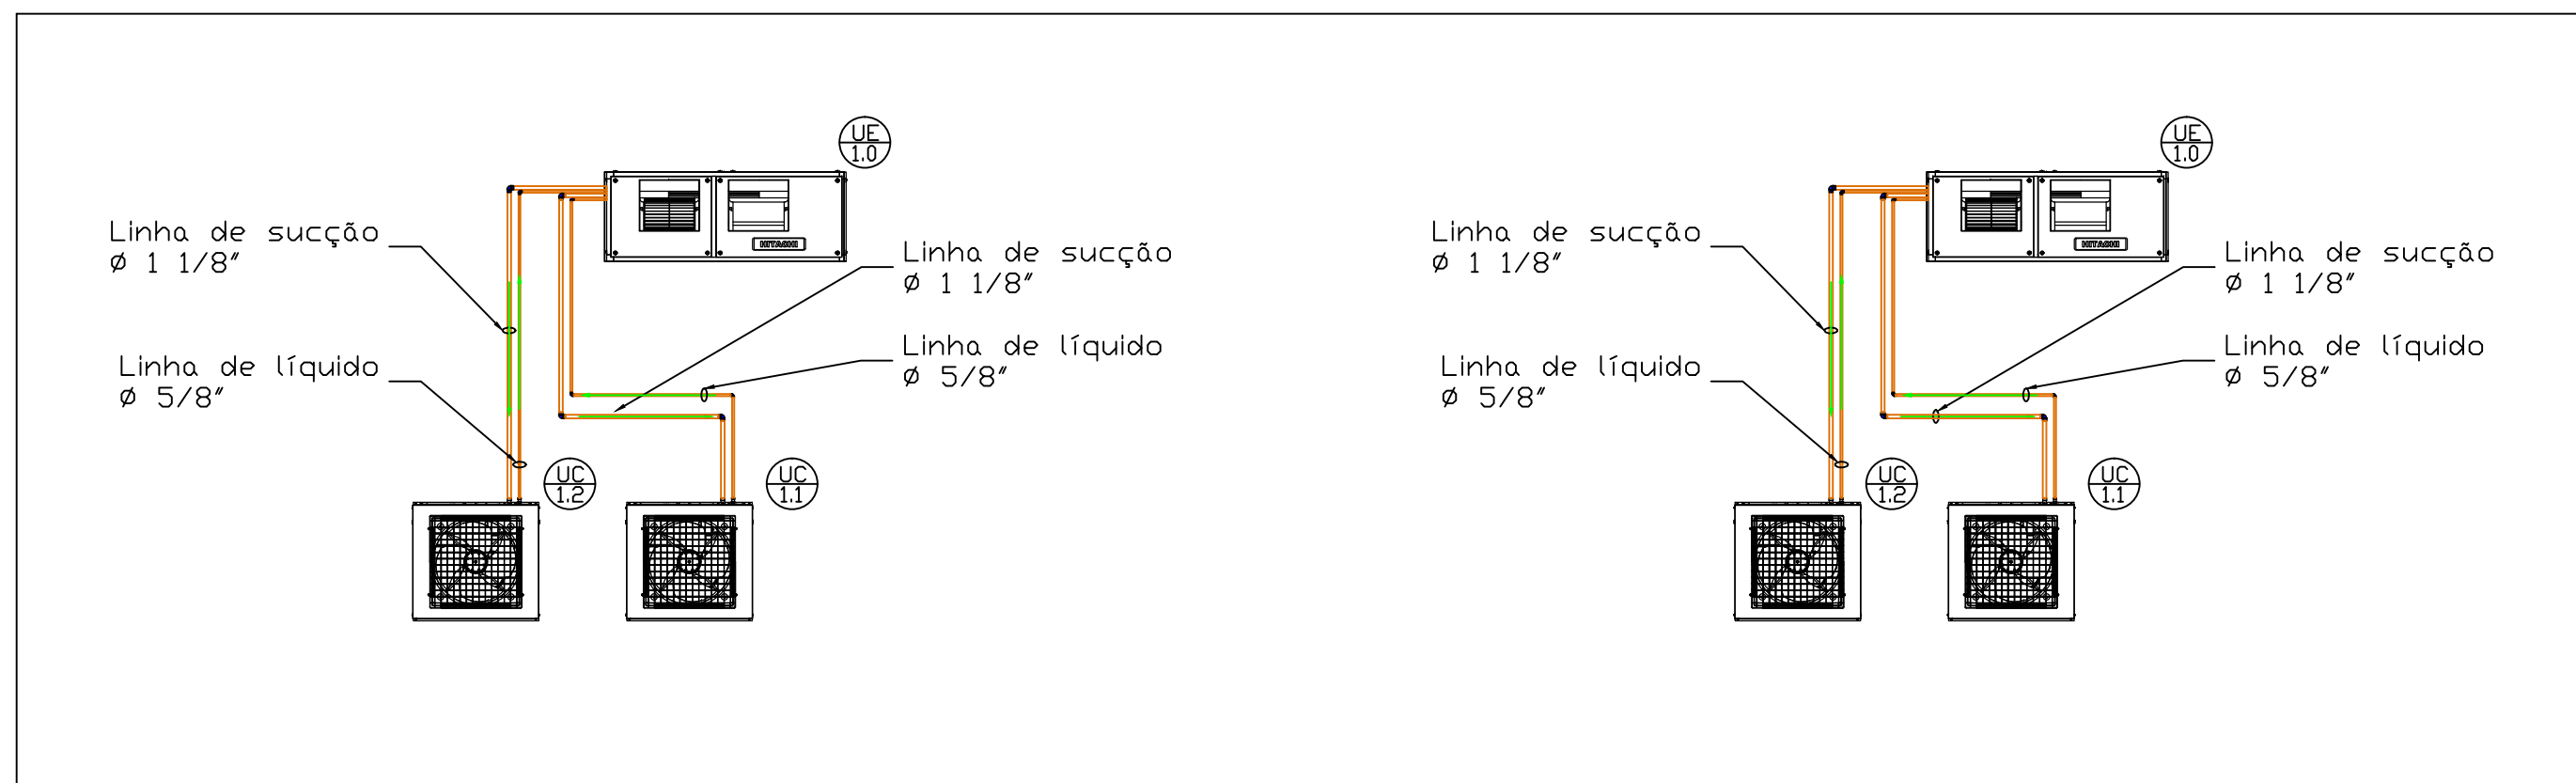 UE
1.0
Linha de sucção
Ø 1 1/8"
Linha de sucção
Ø 1 1/8"
HITACHI
Linha de líquido
Ø 5/8"
Linha de líquido
Ø 5/8"
UC
1.2
UC
1.1
UE
1.0
Linha de sucção
Ø 1 1/8"
Linha de sucção
Ø 1 1/8"
HITACHI
Linha de líquido
Ø 5/8"
Linha de líquido
Ø 5/8"
UC
1.2
UC
1.1